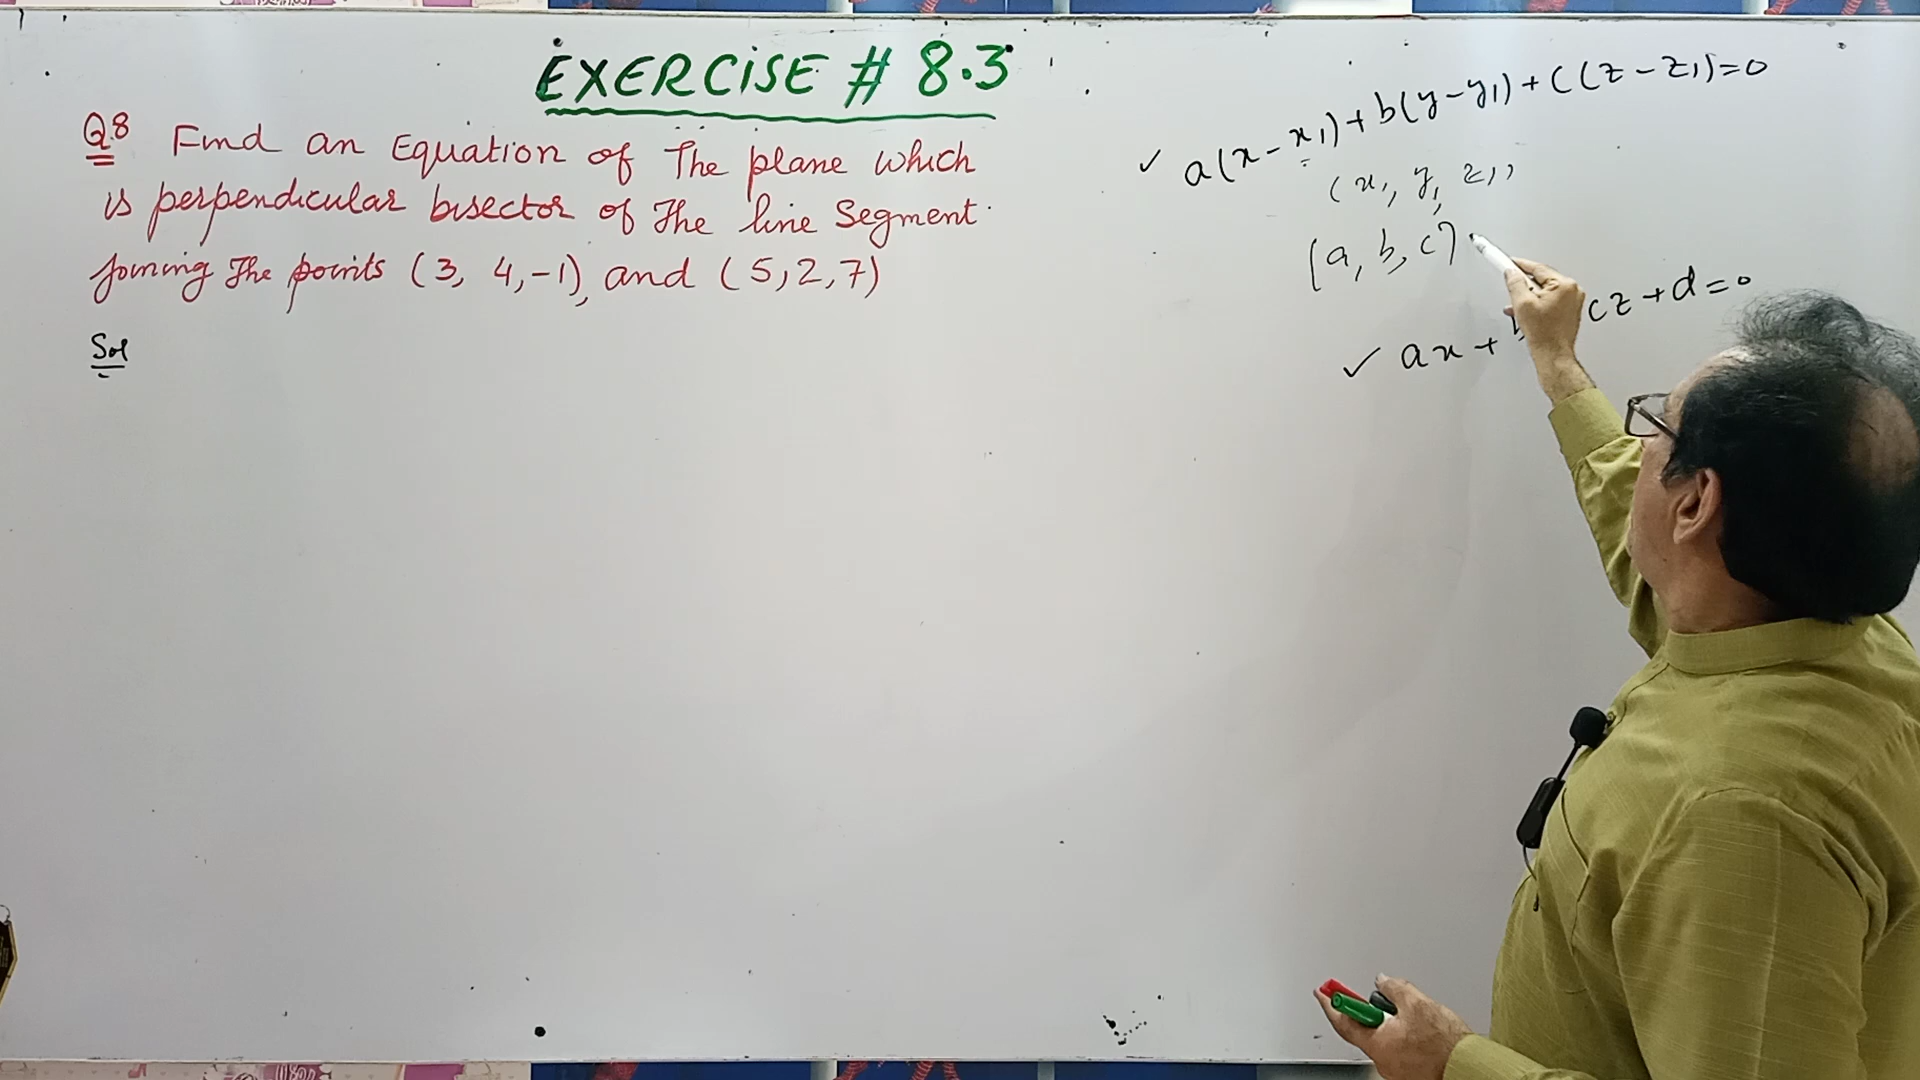 EXERCISE # 8.3
Q.8 Find an Equation of The plane which
is perpendicular bisector of The line Segment
Joining The points (3, 4, -1), and (5, 2, 7)
Sol
✓ a(x - x₁) + b(y - y₁) + c(z - z₁) = 0
(x₁, y₁, z₁)
[a, b, c]
✓ ax + cz + d = 0